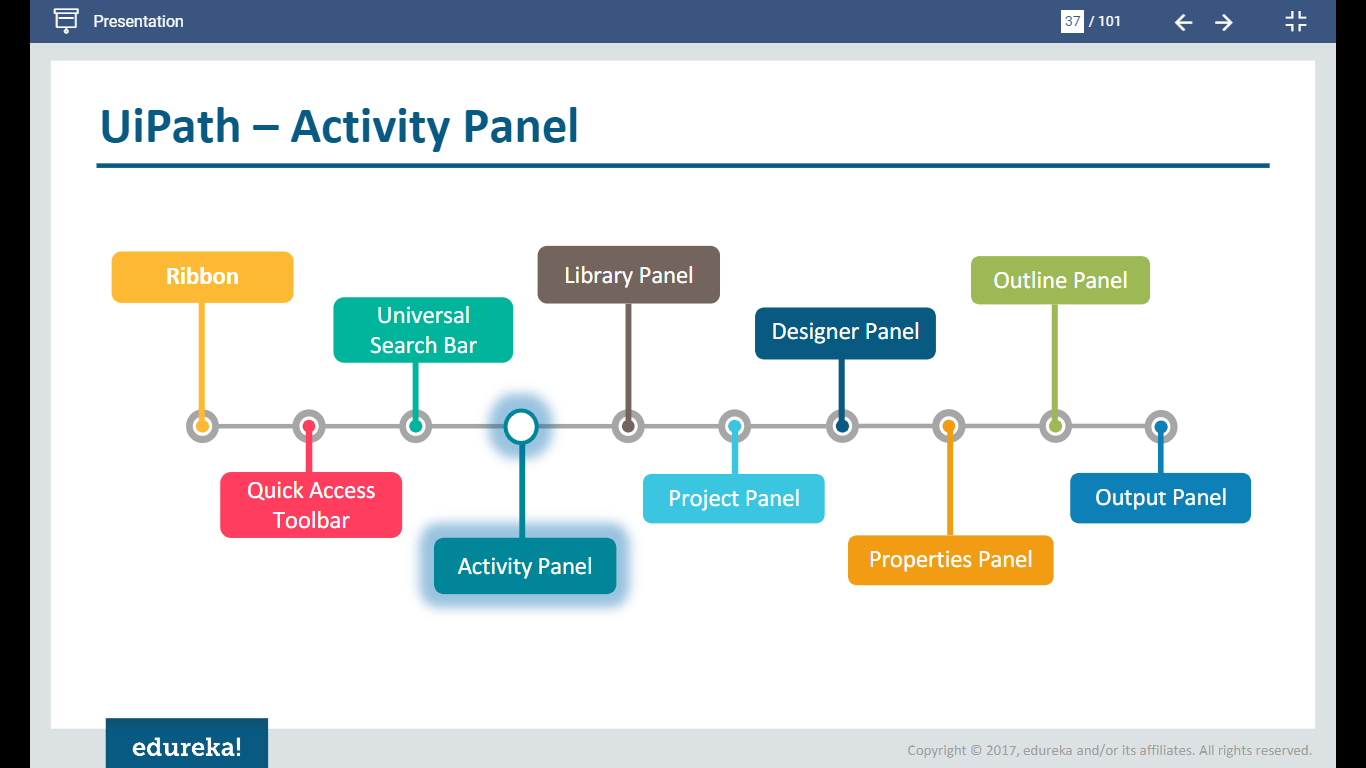 Presentation
37 / 101
UiPath – Activity Panel
Ribbon
Quick Access
Toolbar
Universal
Search Bar
Activity Panel
Library Panel
Project Panel
Designer Panel
Properties Panel
Outline Panel
Output Panel
edureka!
Copyright © 2017, edureka and/or its affiliates. All rights reserved.